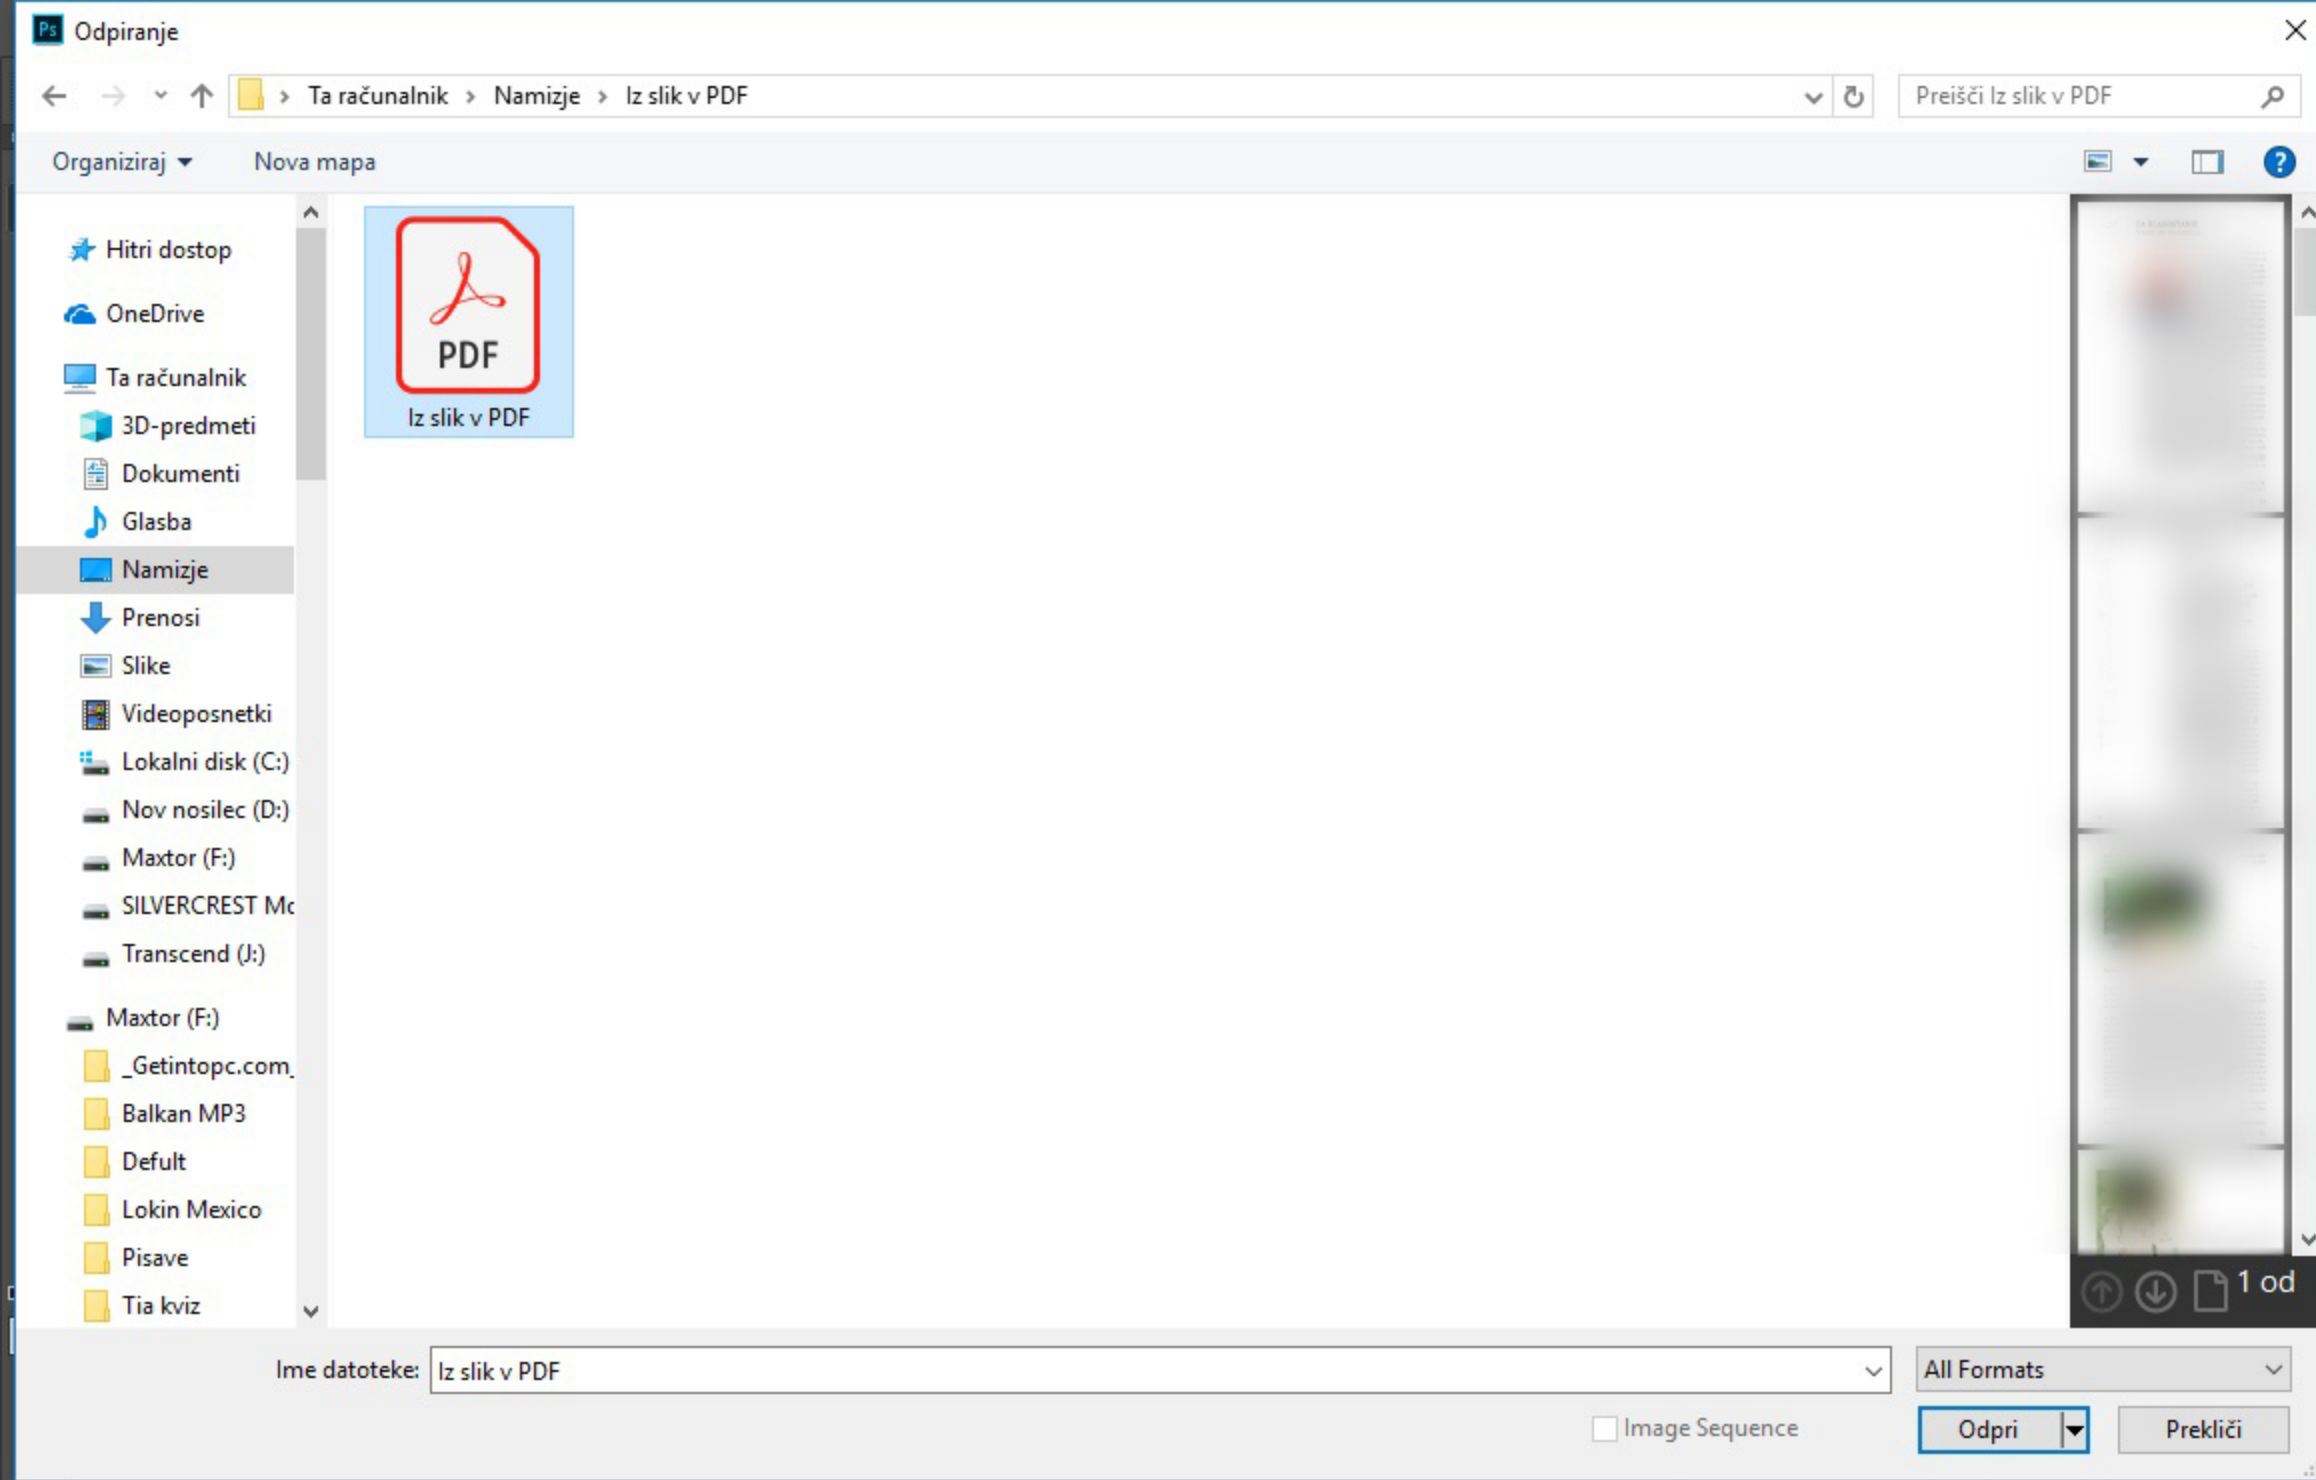 Ps Odpiranje
Ta računalnik > Namizje > Iz slik v PDF
Preišči Iz slik v PDF
Organiziraj
Nova mapa
?
Hitri dostop
OneDrive
Ta računalnik
3D-predmeti
Dokumenti
Glasba
Namizje
Prenosi
Slike
Videoposnetki
Lokalni disk (C:)
Nov nosilec (D:)
Maxtor (F:)
SILVERCREST Mc
Transcend (J:)
Maxtor (F:)
_Getintopc.com_
Balkan MP3
Defult
Lokin Mexico
Pisave
Tia kviz
PDF
Iz slik v PDF
1 od
Ime datoteke:
Iz slik v PDF
All Formats
Image Sequence
Odpri
Prekliči